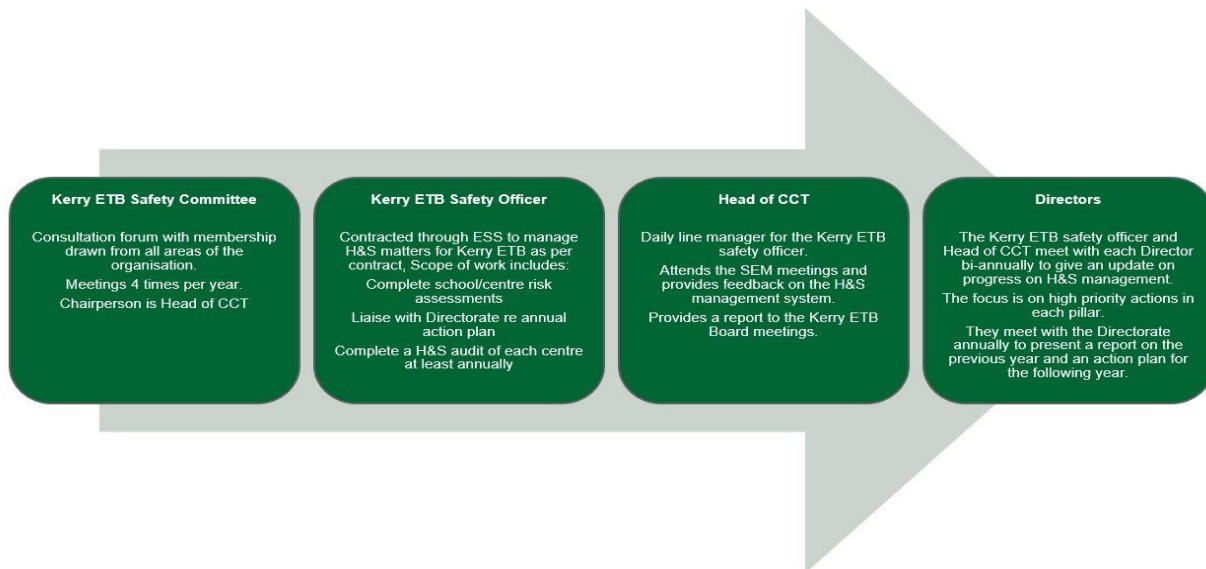 Kerry ETB Safety Committee
Consultation forum with membership
drawn from all areas of the
organisation.
Meetings 4 times per year.
Chairperson is Head of CCT
Kerry ETB Safety Officer
Contracted through ESS to manage
H&S matters for Kerry ETB as per
contract, Scope of work includes:
Complete school/centre risk
assessments
Liaise with Directorate re annual
action plan
Complete a H&S audit of each centre
at least annually
Head of CCT
Daily line manager for the Kerry ETB
safety officer.
Attends the SEM meetings and
provides feedback on the H&S
management system.
Provides a report to the Kerry ETB
Board meetings.
Directors
The Kerry ETB safety officer and
Head of CCT meet with each Director
bi-annually to give an update on
progress on H&S management.
The focus is on high priority actions in
each pillar.
They meet with the Directorate
annually to present a report on the
previous year and an action plan for
the following year.